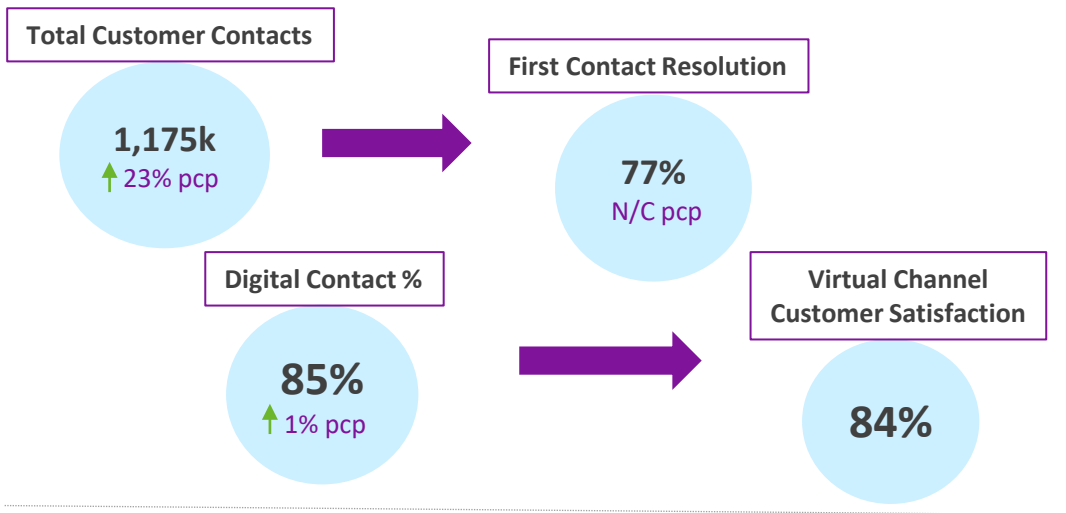 Total Customer Contacts
1,175k
23% pcp
First Contact Resolution
77%
N/C pcp
Digital Contact %
85%
1% pcp
Virtual Channel
Customer Satisfaction
84%